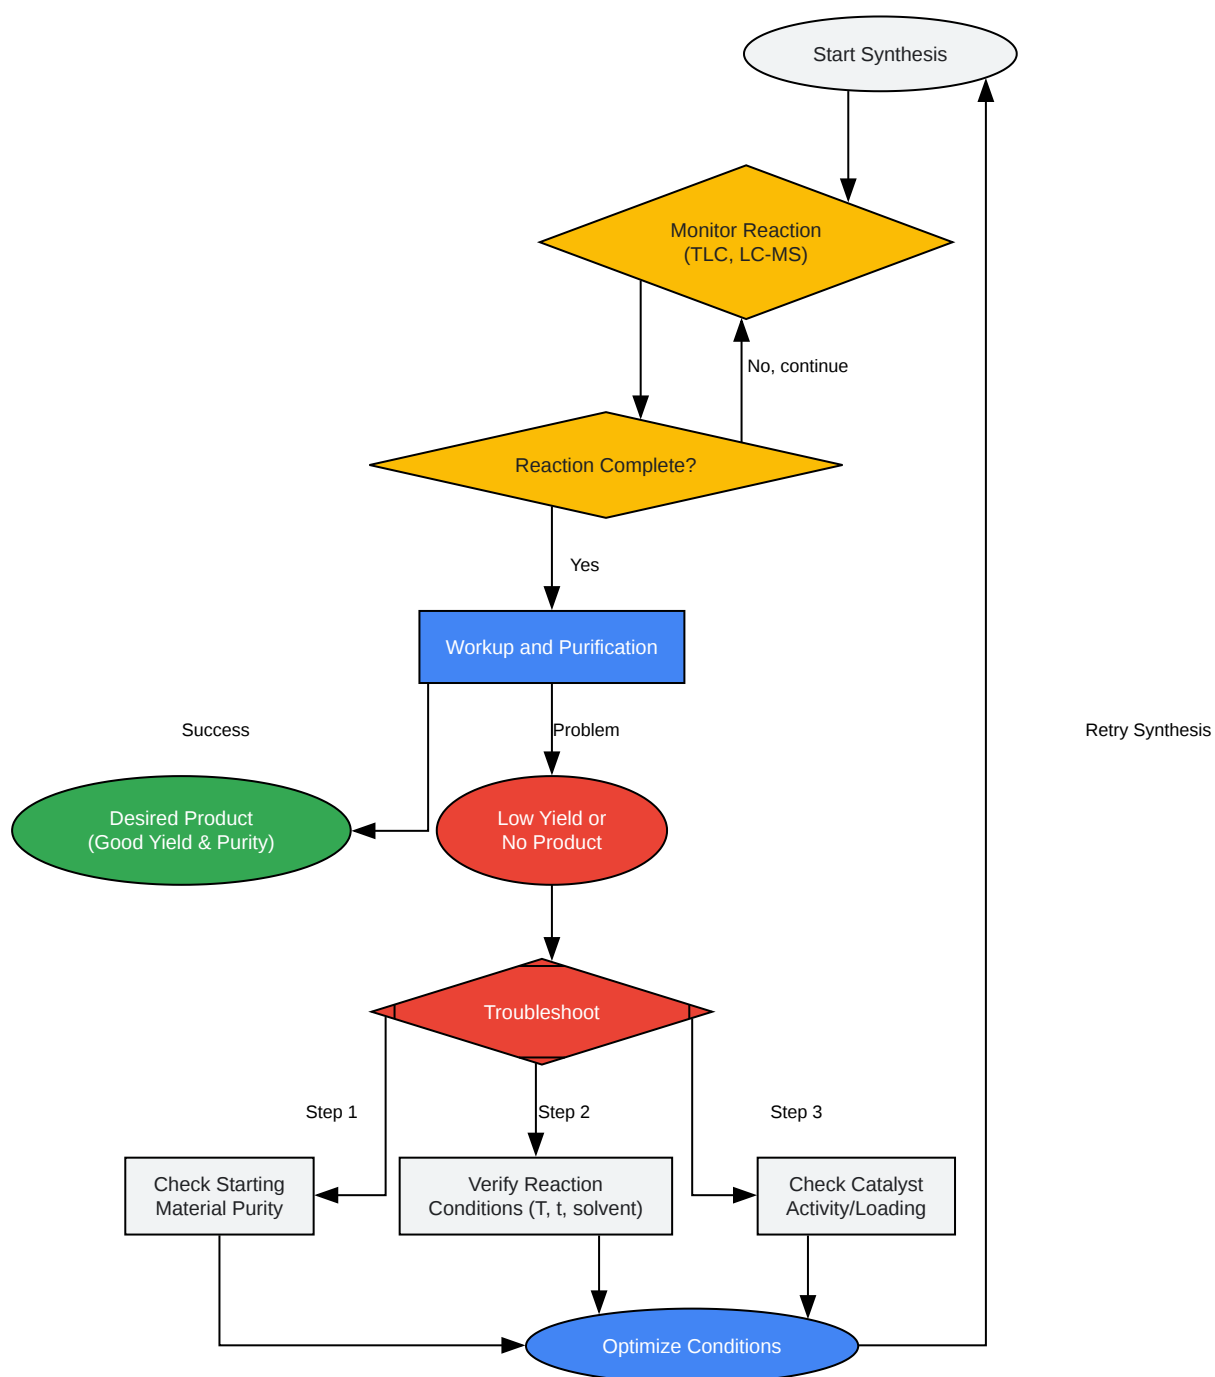 Start Synthesis
Monitor Reaction
(TLC, LC-MS)
No, continue
Reaction Complete?
Yes
Workup and Purification
Success
Problem
Retry Synthesis
Desired Product
(Good Yield & Purity)
Low Yield or
No Product
Troubleshoot
Step 1
Step 2
Step 3
Check Starting
Material Purity
Verify Reaction
Conditions (T, t, solvent)
Check Catalyst
Activity/Loading
Optimize Conditions